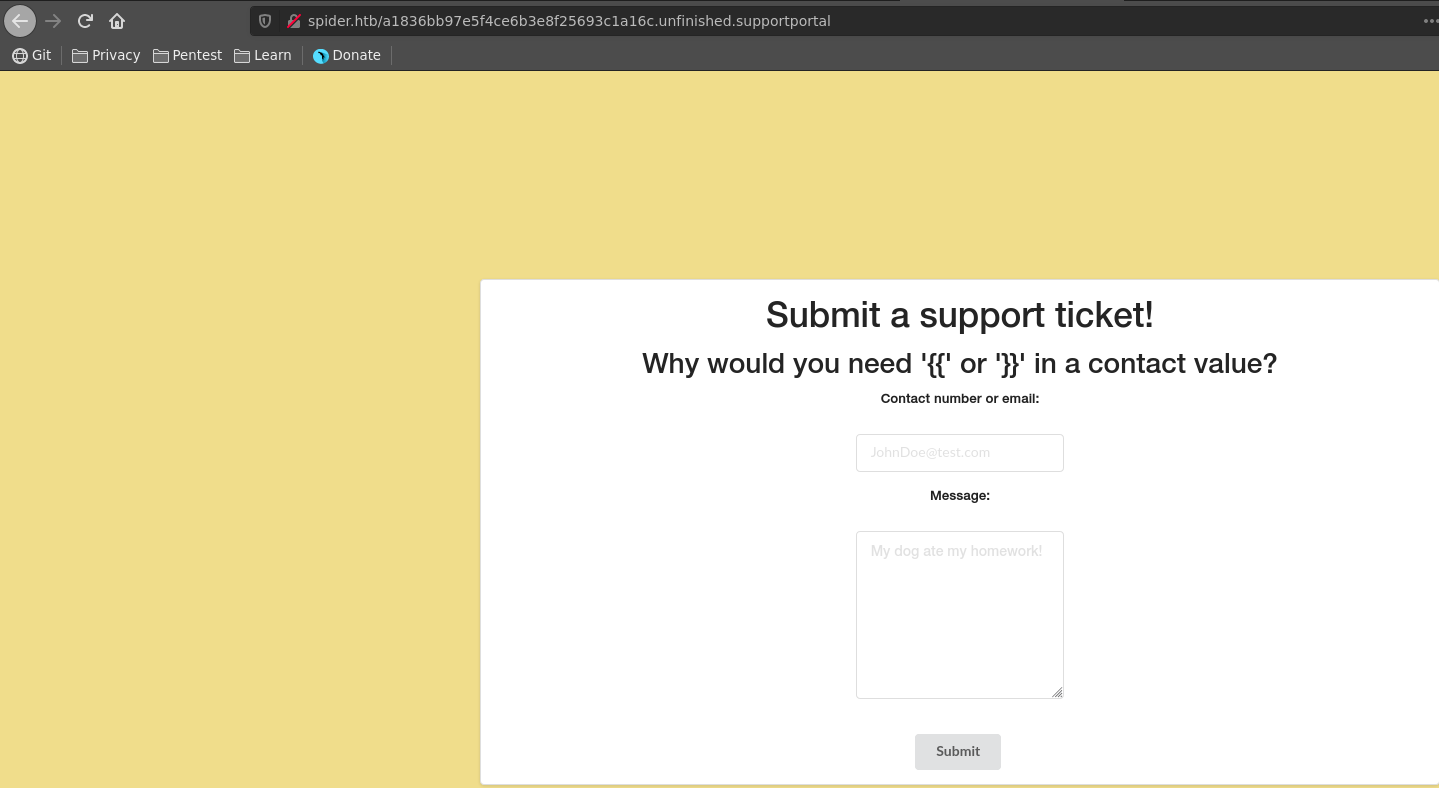 spider.htb/a1836bb97e5f4ce6b3e8f25693c1a16c.unfinished.supportportal
Git Privacy Pentest Learn Donate
Submit a support ticket!
Why would you need '{{' or '}}' in a contact value?
Contact number or email:
JohnDoe@test.com
Message:
My dog ate my homework!
Submit